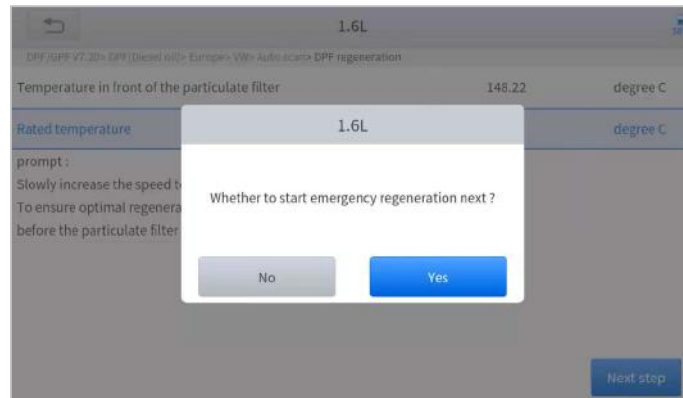 1.6L
DPF/GPF V7.20> DPF(Diesel oil)> Europe> VW> Auto scan> DPF regeneration
Temperature in front of the particulate filter 148.22 degree C
Rated temperature degree C
1.6L
prompt :
Slowly increase the speed t
To ensure optimal regenera
before the particulate filter
Whether to start emergency regeneration next ?
No Yes
Next step